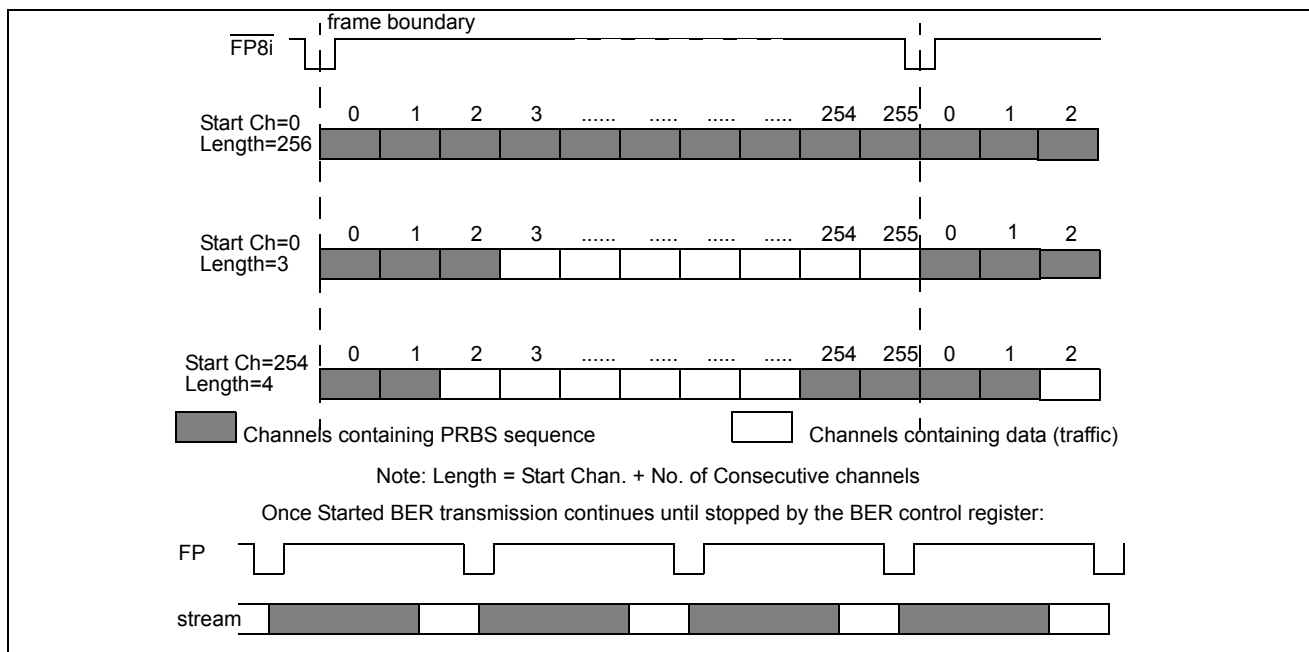 frame boundary
FP8i
0 1 2 3 ...... ..... ..... ..... 254 255 0 1 2
Start Ch=0
Length=256
0 1 2 3 ...... ..... ..... ..... 254 255 0 1 2
Start Ch=0
Length=3
0 1 2 3 ...... ..... ..... ..... 254 255 0 1 2
Start Ch=254
Length=4
Channels containing PRBS sequence
Channels containing data (traffic)
Note: Length = Start Chan. + No. of Consecutive channels
Once Started BER transmission continues until stopped by the BER control register:
FP
stream